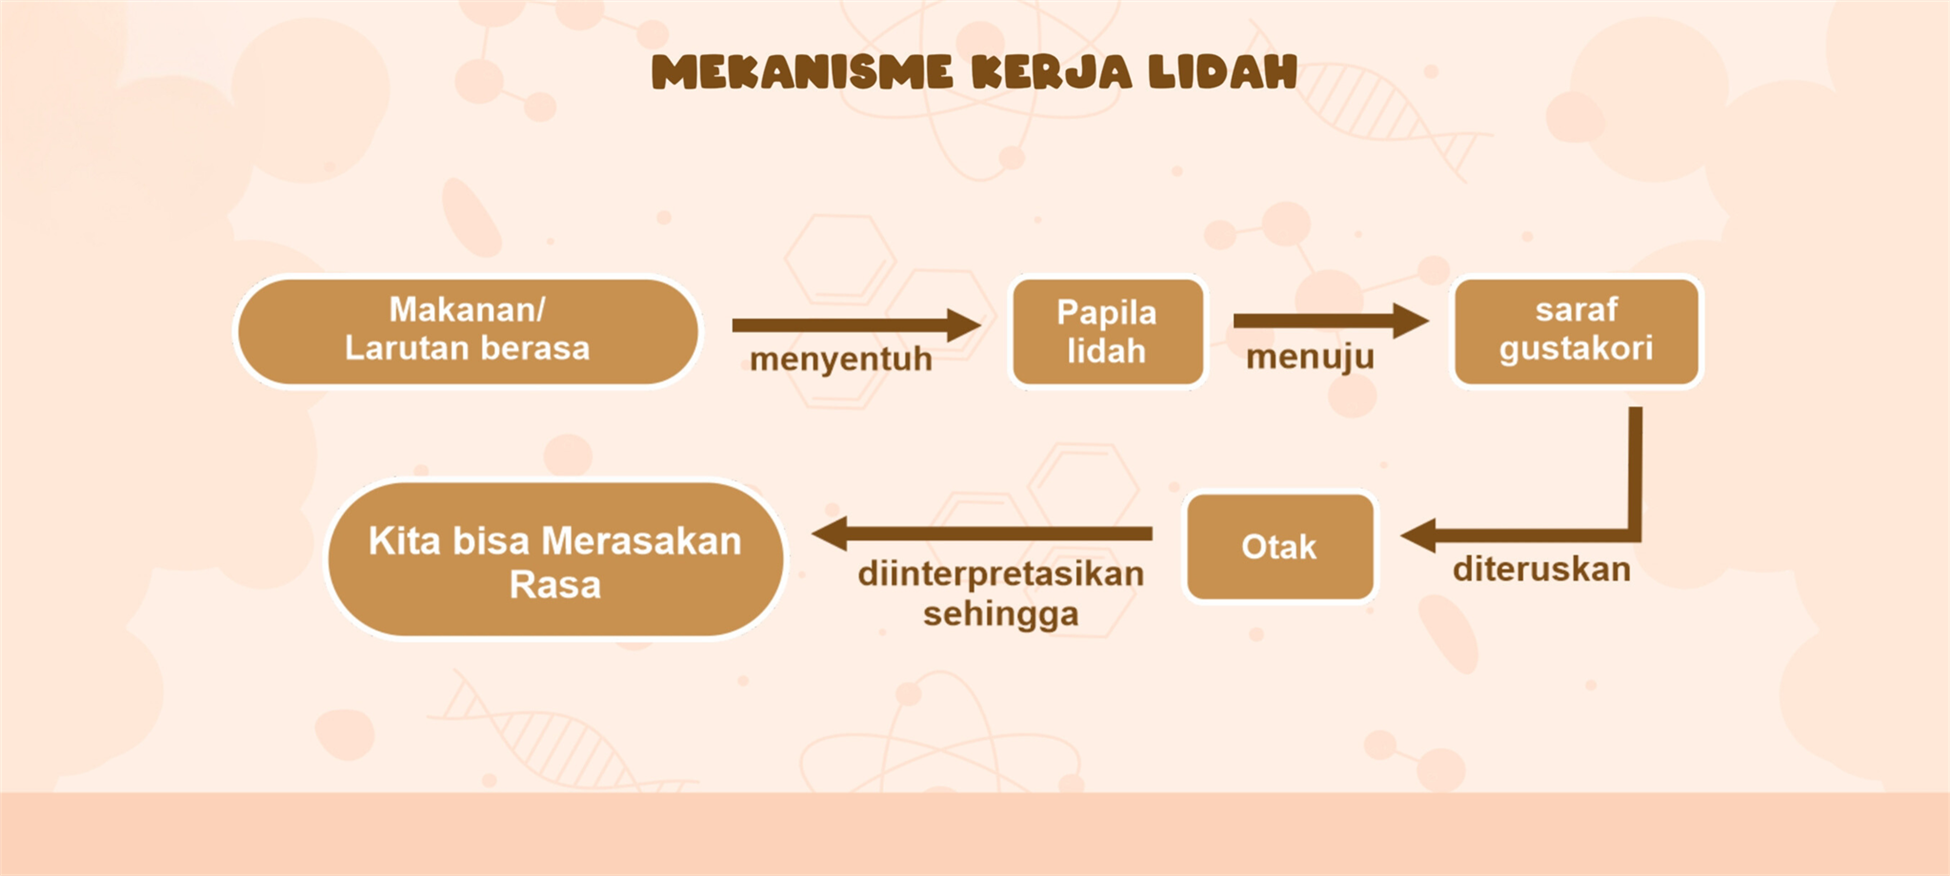 MEKANISME KERJA LIDAH
Makanan/
Larutan berasa
menyentuh
Papila
lidah
menuju
saraf
gustakori
diteruskan
Otak
diinterpretasikan
sehingga
Kita bisa Merasakan
Rasa